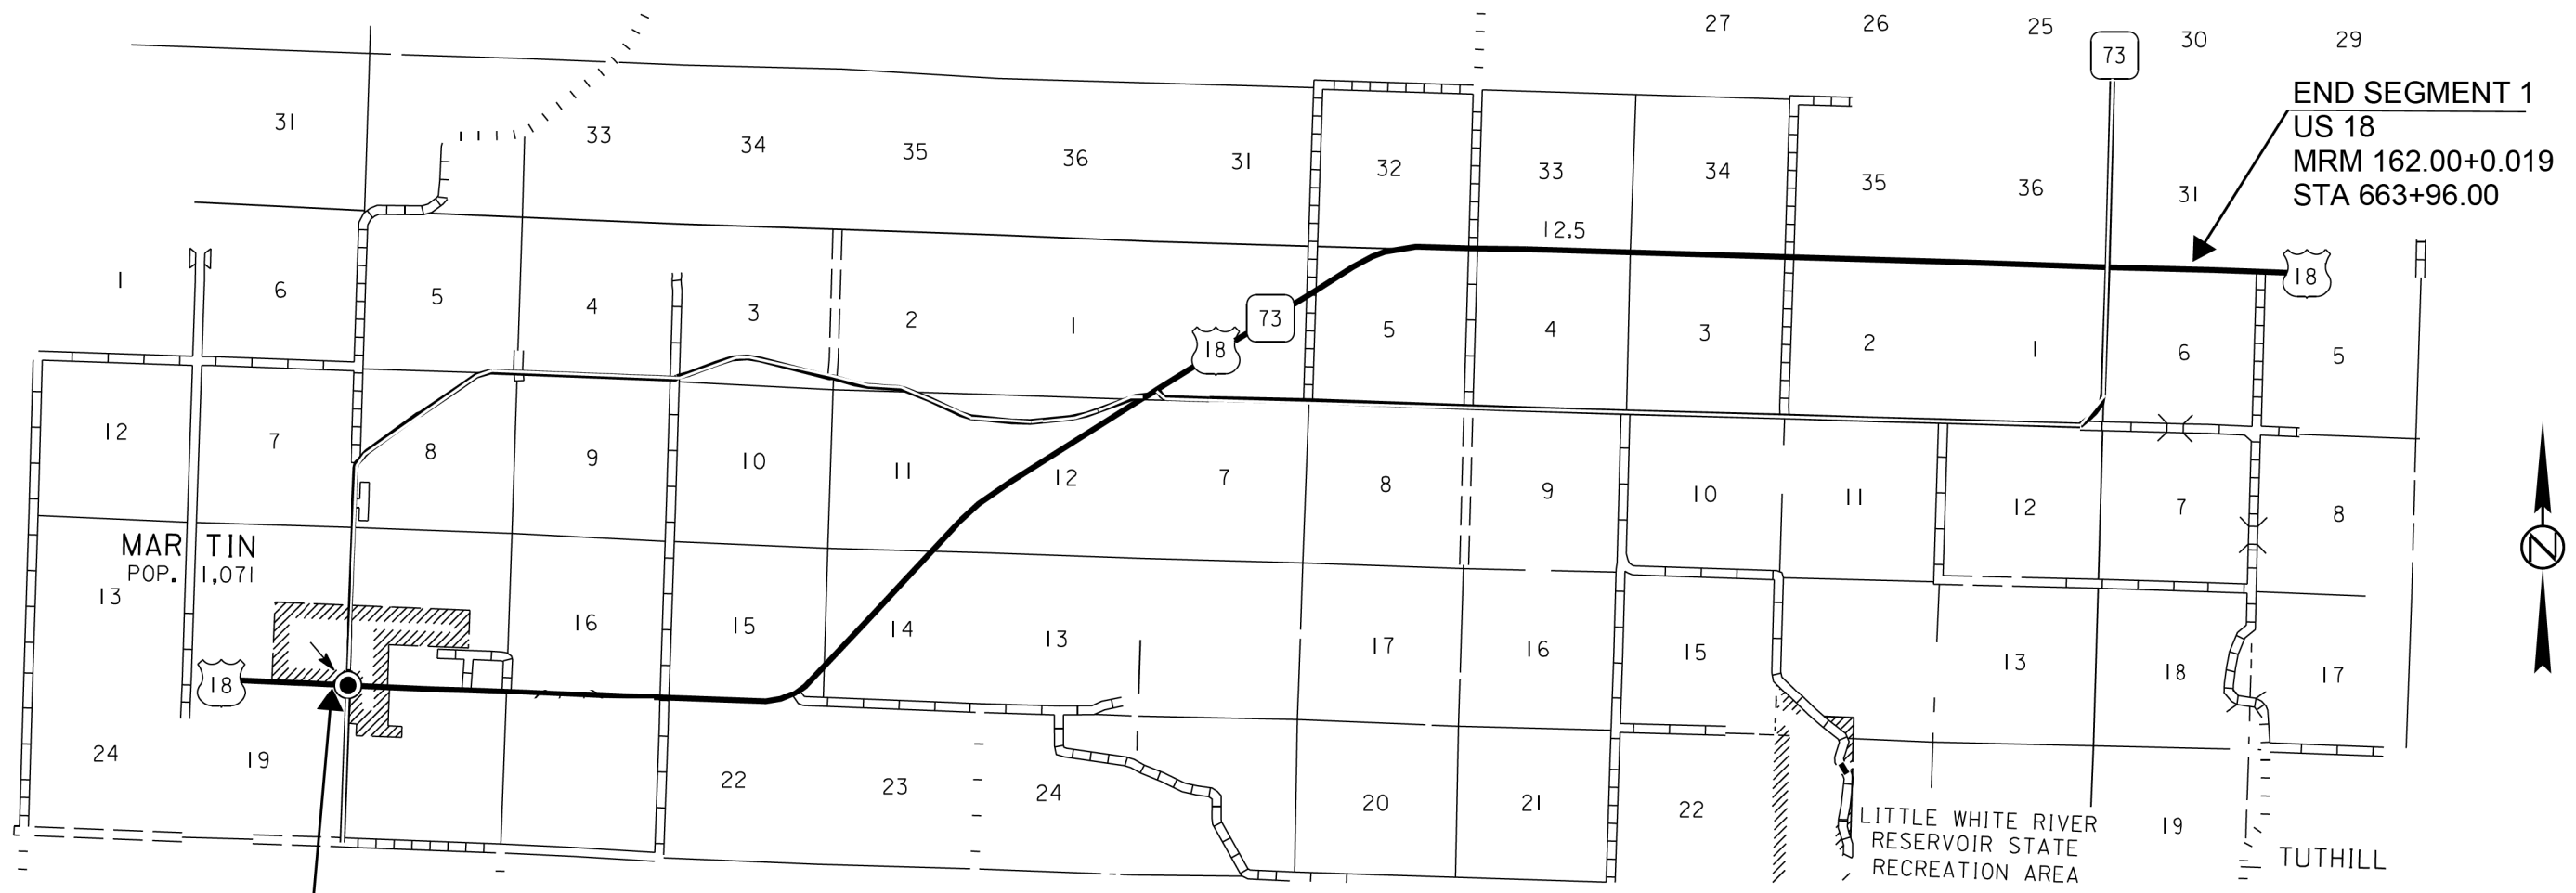 27 26 25 30 29
73
END SEGMENT 1
US 18
MRM 162.00+0.019
STA 663+96.00
31 33 34 35 36 31 32 33 34 35 36 31
12.5
1 6 5 4 3 2 1 5 4 3 2 1 6 5
73
18
18
12 7 8 9 10 11 12 7 8 9 10 11 12 7 8
MAR TIN
POP. 1,071
13 16 15 14 13 17 16 15 13 18 17
18
24 19 22 23 24 20 21 22 19
N
LITTLE WHITE RIVER
RESERVOIR STATE
RECREATION AREA
TUTHILL